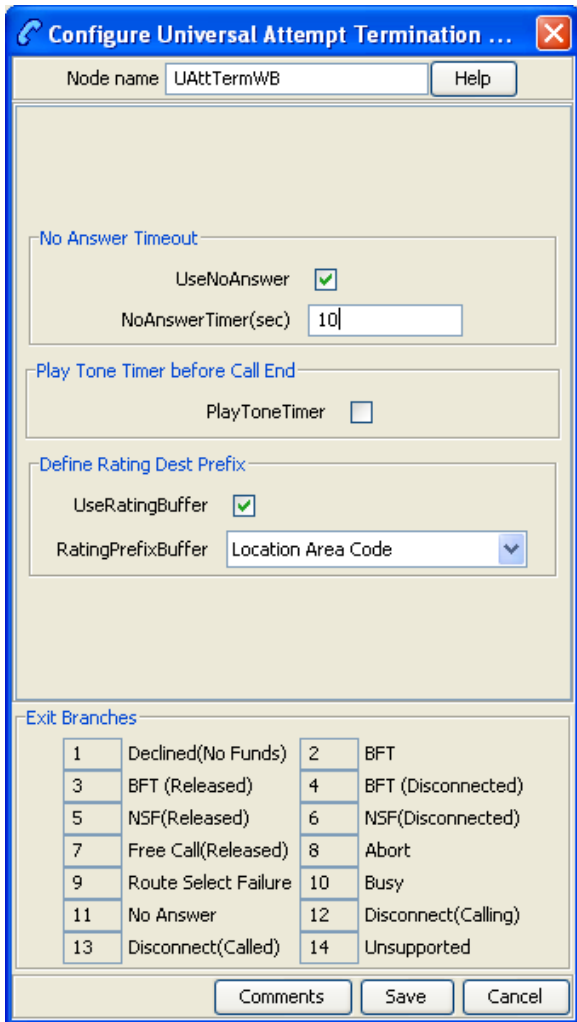 Configure Universal Attempt Termination ...
Node name UAttTermWB Help
No Answer Timeout
UseNoAnswer
NoAnswerTimer(sec) 10
Play Tone Timer before Call End
PlayToneTimer
Define Rating Dest Prefix
UseRatingBuffer
RatingPrefixBuffer Location Area Code
Exit Branches
1 Declined(No Funds) 2 BFT
3 BFT (Released) 4 BFT (Disconnected)
5 NSF(Released) 6 NSF(Disconnected)
7 Free Call(Released) 8 Abort
9 Route Select Failure 10 Busy
11 No Answer 12 Disconnect(Calling)
13 Disconnect(Called) 14 Unsupported
Comments Save Cancel